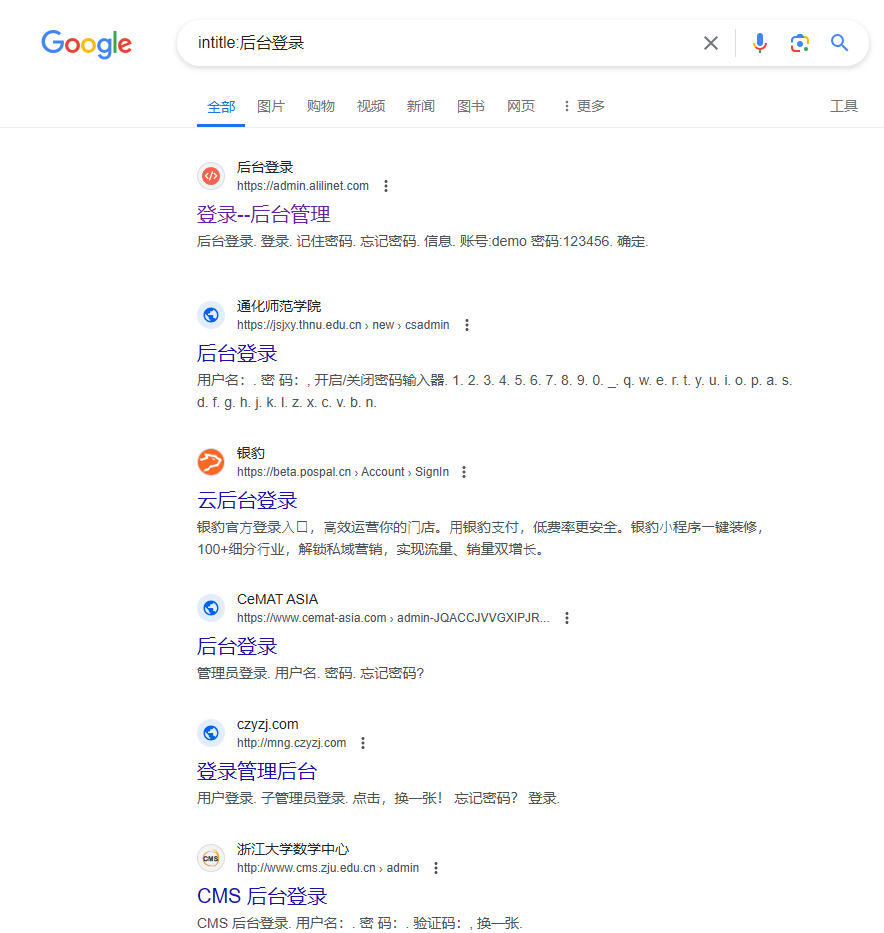 Google
intitle:后台登录
全部 图片 购物 视频 新闻 图书 网页 更多 工具
后台登录
https://admin.alilinet.com
登录--后台管理
后台登录. 登录. 记住密码. 忘记密码. 信息. 账号:demo 密码:123456. 确定.
通化师范学院
https://jsjxy.thnu.edu.cn › new › csadmin
后台登录
用户名：. 密 码：, 开启/关闭密码输入器. 1. 2. 3. 4. 5. 6. 7. 8. 9. 0. _. q. w. e. r. t. y. u. i. o. p. a. s.
d. f. g. h. j. k. l. z. x. c. v. b. n.
银豹
https://beta.pospal.cn › Account › SignIn
云后台登录
银豹官方登录入口，高效运营你的门店。用银豹支付，低费率更安全。银豹小程序一键装修，
100+细分行业，解锁私域营销，实现流量、销量双增长。
CeMAT ASIA
https://www.cemat-asia.com › admin-JQACCJVVGXIPJR...
后台登录
管理员登录. 用户名. 密码. 忘记密码?
czyzj.com
http://mng.czyzj.com
登录管理后台
用户登录. 子管理员登录. 点击，换一张！ 忘记密码？ 登录.
CMS
浙江大学数学中心
http://www.cms.zju.edu.cn › admin
CMS 后台登录
CMS 后台登录. 用户名：. 密 码：. 验证码：, 换一张.